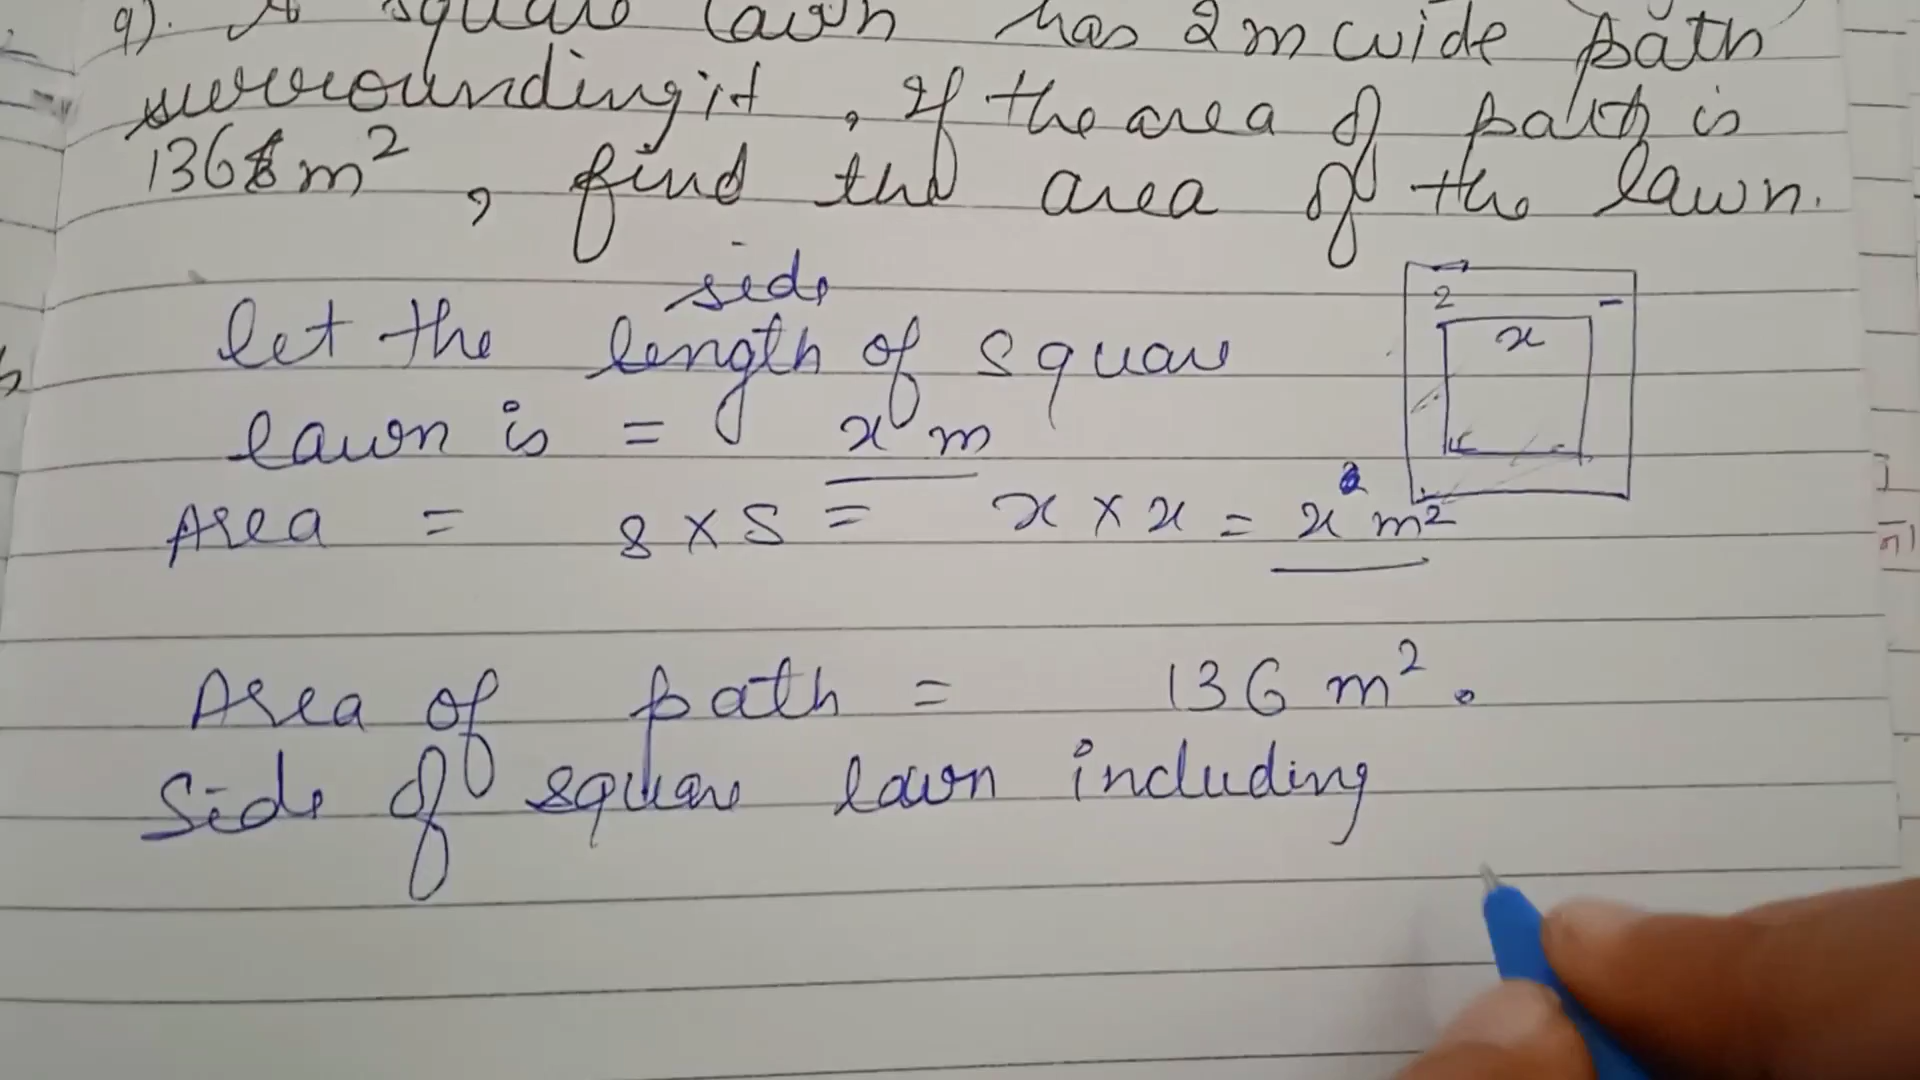 9). A square lawn has 2m wide path
surrounding it, If the area of path is
136 m², find the area of the lawn.
side
let the length of square
lawn is = x m
2
x
Area = s x s = x x x = x² m²
Area of path = 136 m².
Side of square lawn including